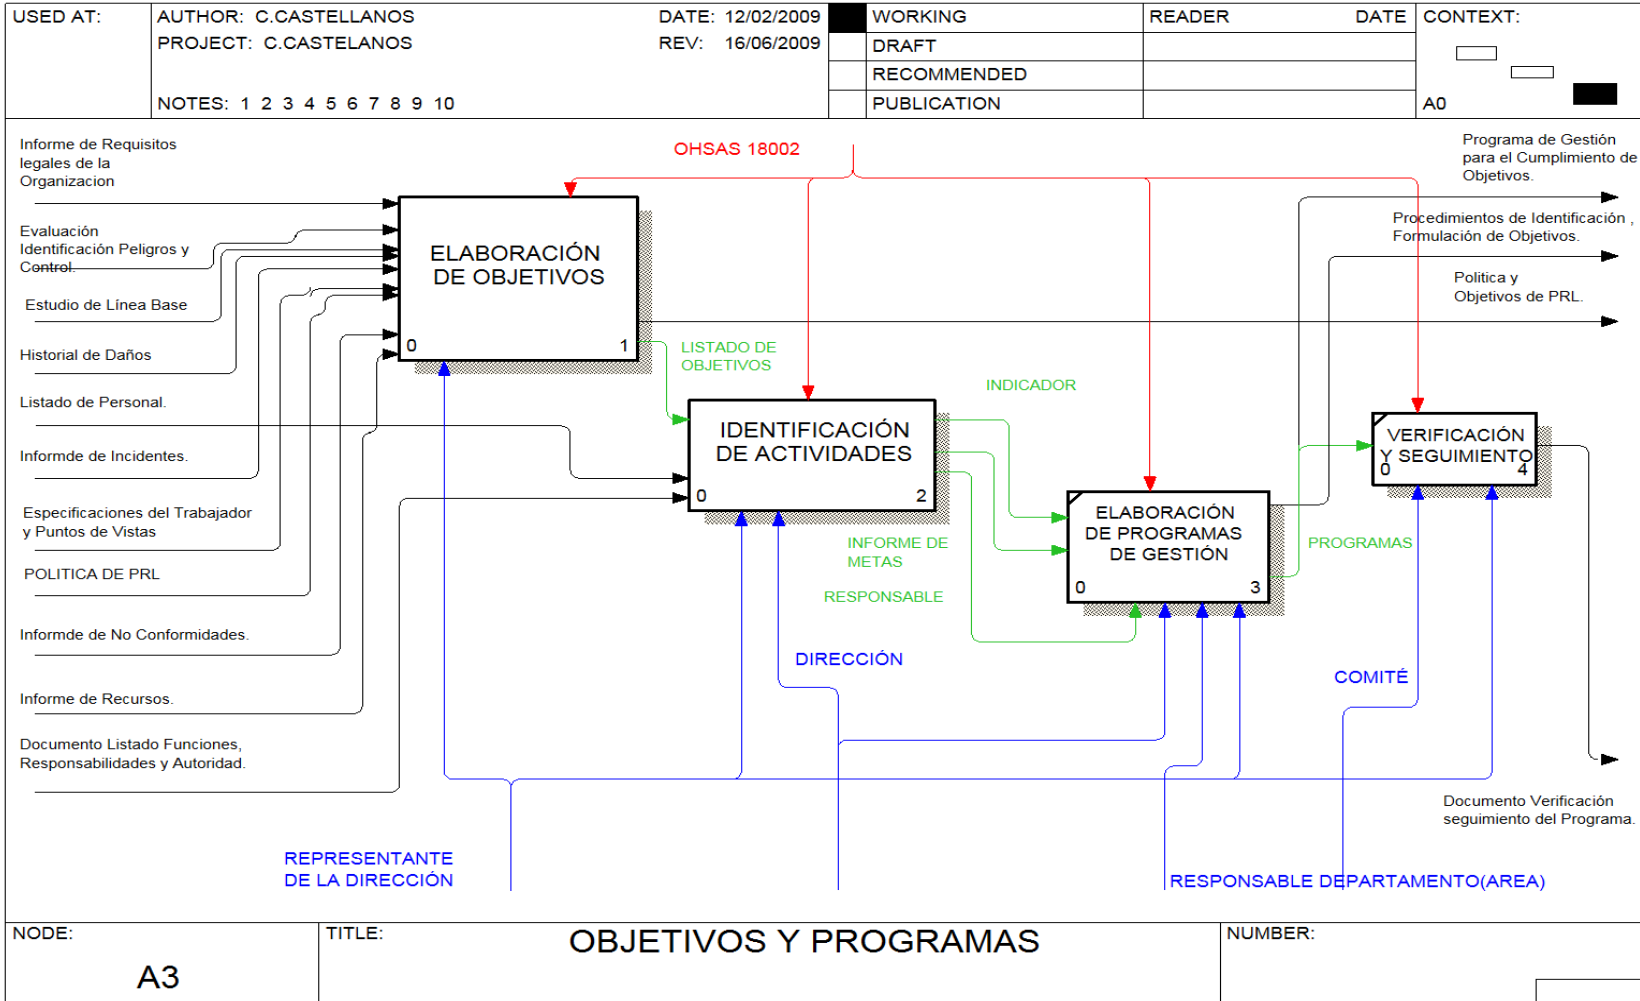 USED AT:
AUTHOR: C.CASTELLANOS
DATE: 12/02/2009
WORKING
READER
DATE
CONTEXT:
PROJECT: C.CASTELANOS
REV: 16/06/2009
DRAFT
RECOMMENDED
NOTES: 1 2 3 4 5 6 7 8 9 10
PUBLICATION
A0
Informe de Requisitos
legales de la
Organizacion
Evaluación
Identificación Peligros y
Control.
Estudio de Línea Base
Historial de Daños
Listado de Personal.
Informde de Incidentes.
Especificaciones del Trabajador
y Puntos de Vistas
POLITICA DE PRL
Informde de No Conformidades.
Informe de Recursos.
Documento Listado Funciones,
Responsabilidades y Autoridad.
OHSAS 18002
ELABORACIÓN
DE OBJETIVOS
0
1
LISTADO DE
OBJETIVOS
IDENTIFICACIÓN
DE ACTIVIDADES
0
2
INDICADOR
INFORME DE
METAS
RESPONSABLE
ELABORACIÓN
DE PROGRAMAS
DE GESTIÓN
0
3
PROGRAMAS
VERIFICACIÓN
Y SEGUIMIENTO
0
4
Programa de Gestión
para el Cumplimiento de
Objetivos.
Procedimientos de Identificación ,
Formulación de Objetivos.
Politica y
Objetivos de PRL.
DIRECCIÓN
COMITÉ
Documento Verificación
seguimiento del Programa.
REPRESENTANTE
DE LA DIRECCIÓN
RESPONSABLE DEPARTAMENTO(AREA)
NODE:
A3
TITLE:
OBJETIVOS Y PROGRAMAS
NUMBER: